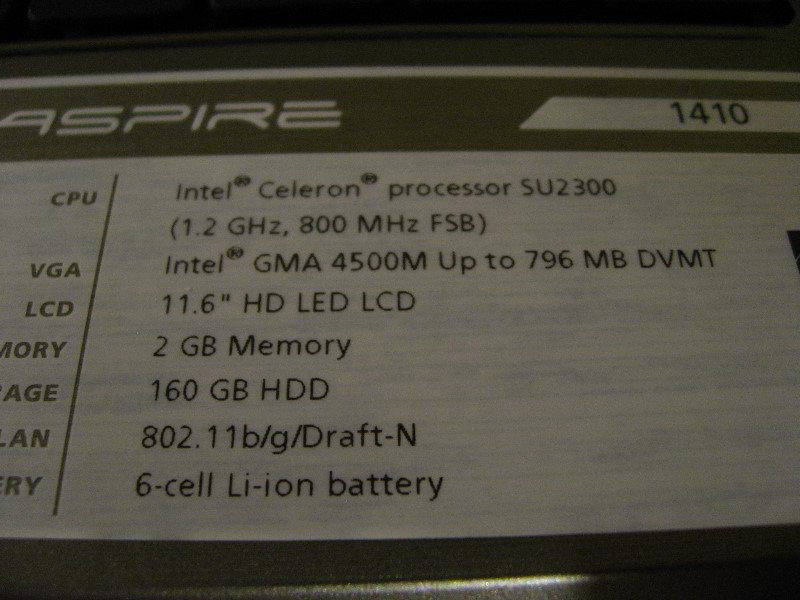 ASPIRE 1410
CPU Intel® Celeron® processor SU2300
(1.2 GHz, 800 MHz FSB)
VGA Intel® GMA 4500M Up to 796 MB DVMT
LCD 11.6" HD LED LCD
MORY 2 GB Memory
RAGE 160 GB HDD
LAN 802.11b/g/Draft-N
ERY 6-cell Li-ion battery